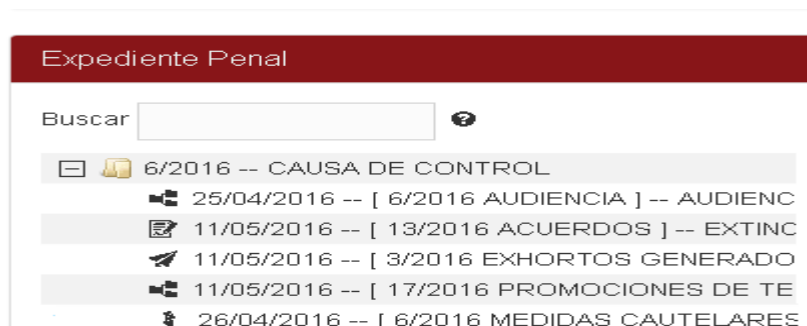 Expediente Penal
Buscar
6/2016 -- CAUSA DE CONTROL
25/04/2016 -- [ 6/2016 AUDIENCIA ] -- AUDIENC
11/05/2016 -- [ 13/2016 ACUERDOS ] -- EXTINC
11/05/2016 -- [ 3/2016 EXHORTOS GENERADO
11/05/2016 -- [ 17/2016 PROMOCIONES DE TE
26/04/2016 -- [ 6/2016 MEDIDAS CAUTELARES